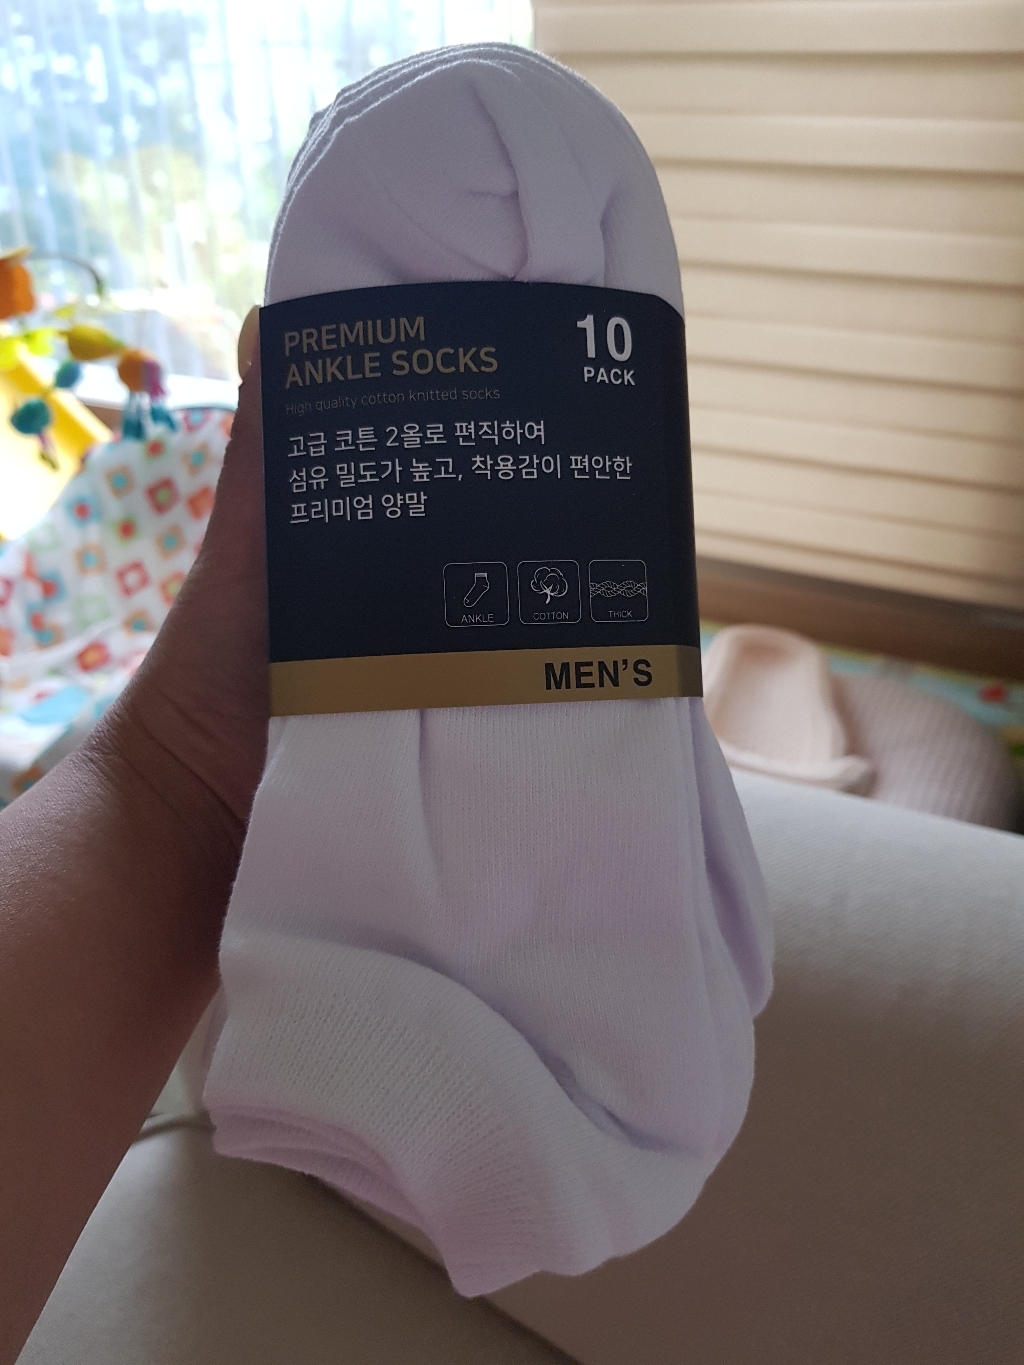 PREMIUM
ANKLE SOCKS
10
PACK
High quality cotton knitted socks
고급 코튼 2올로 편직하여
섬유 밀도가 높고, 착용감이 편안한
프리미엄 양말
ANKLE
COTTON
THICK
MEN'S